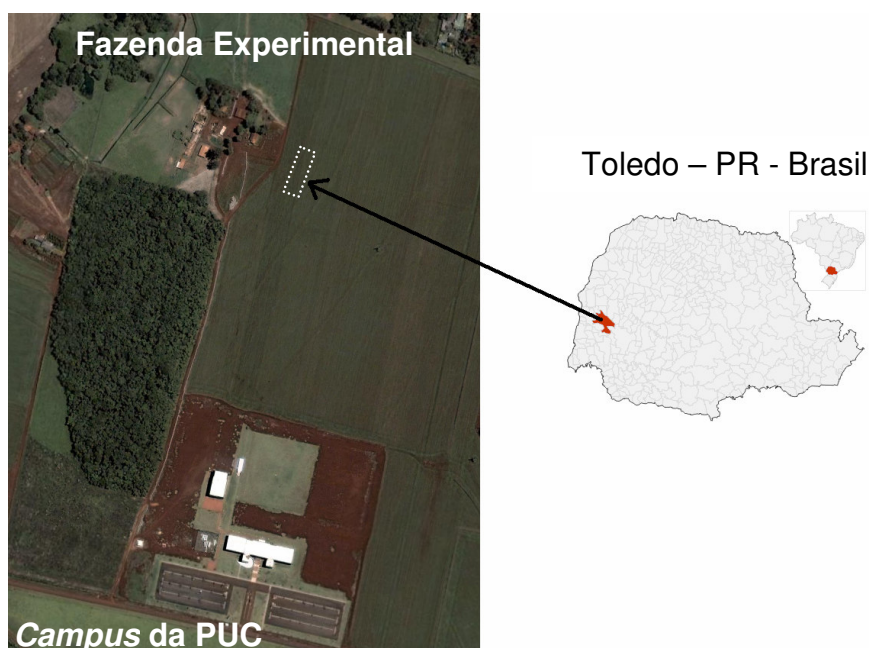 Fazenda Experimental
Toledo – PR - Brasil
Campus da PUC